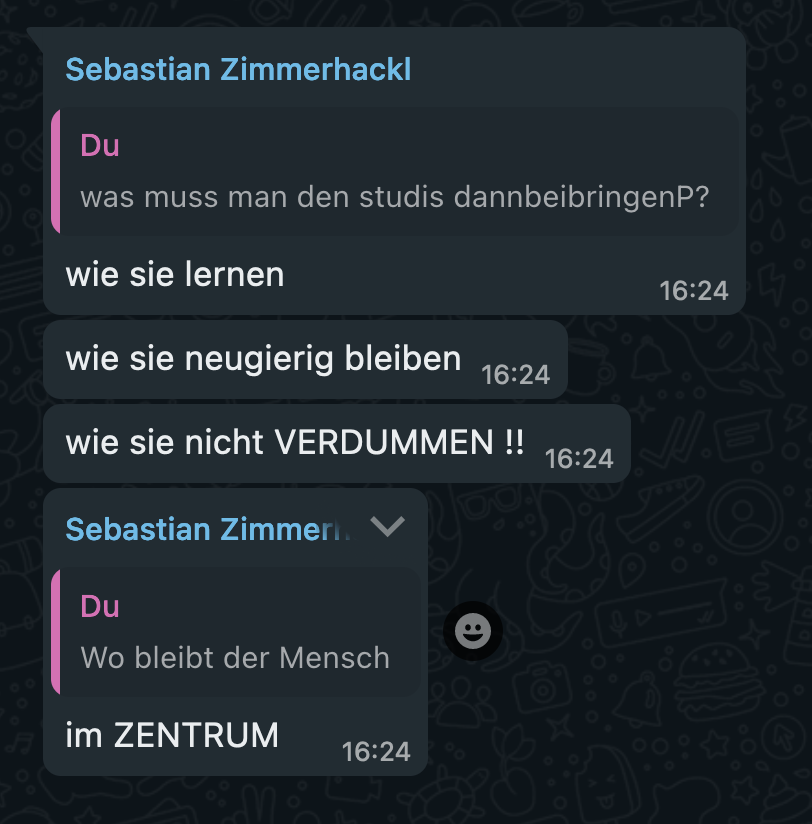 Sebastian Zimmerhackl
Du
was muss man den studis dannbeibringenP?
wie sie lernen
16:24
wie sie neugierig bleiben
16:24
wie sie nicht VERDUMMEN !!
16:24
Sebastian Zimmerh
Du
Wo bleibt der Mensch
im ZENTRUM
16:24